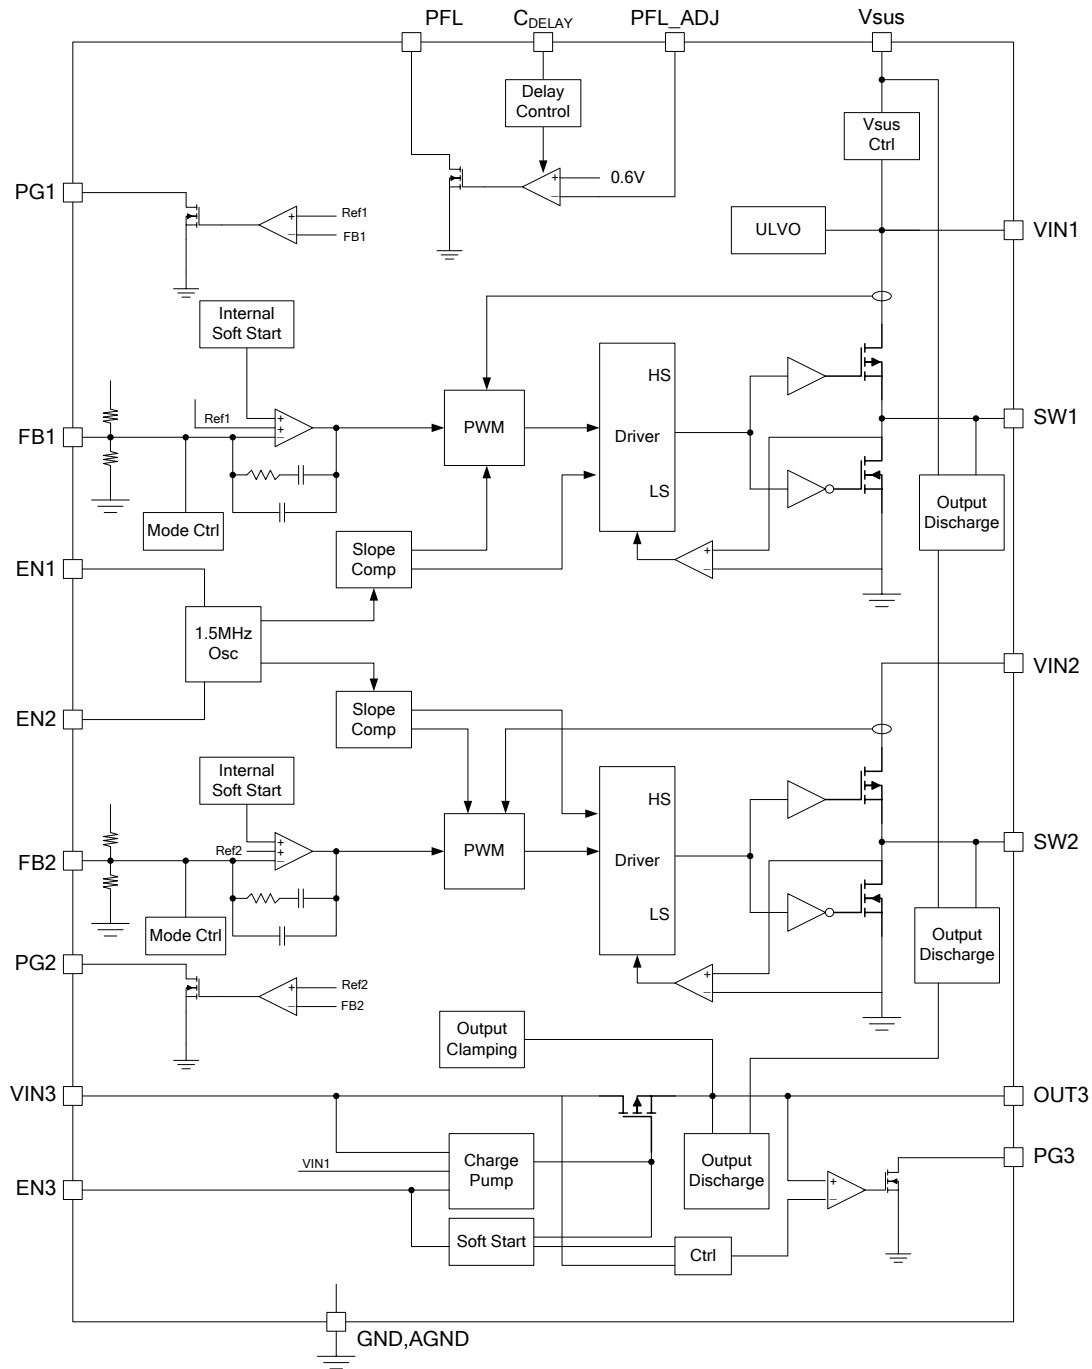 PFL CDELAY PFL_ADJ Vsus
Delay
Control
Vsus
Ctrl
+ 0.6V
−
PG1
+ Ref1
− FB1
ULVO
VIN1
Internal
Soft Start
HS
Ref1
+
+
−
PWM
Driver
SW1
FB1
LS
Output
Discharge
Mode Ctrl
Slope
Comp
+
−
EN1
1.5MHz
Osc
VIN2
EN2
Slope
Comp
Internal
Soft Start
HS
Ref2
+
+
−
PWM
Driver
SW2
FB2
LS
Mode Ctrl
Output
Discharge
PG2
+ Ref2
− FB2
+
−
Output
Clamping
VIN3
OUT3
VIN1
Charge
Pump
Output
Discharge
PG3
EN3
+
−
Soft Start
Ctrl
GND,AGND